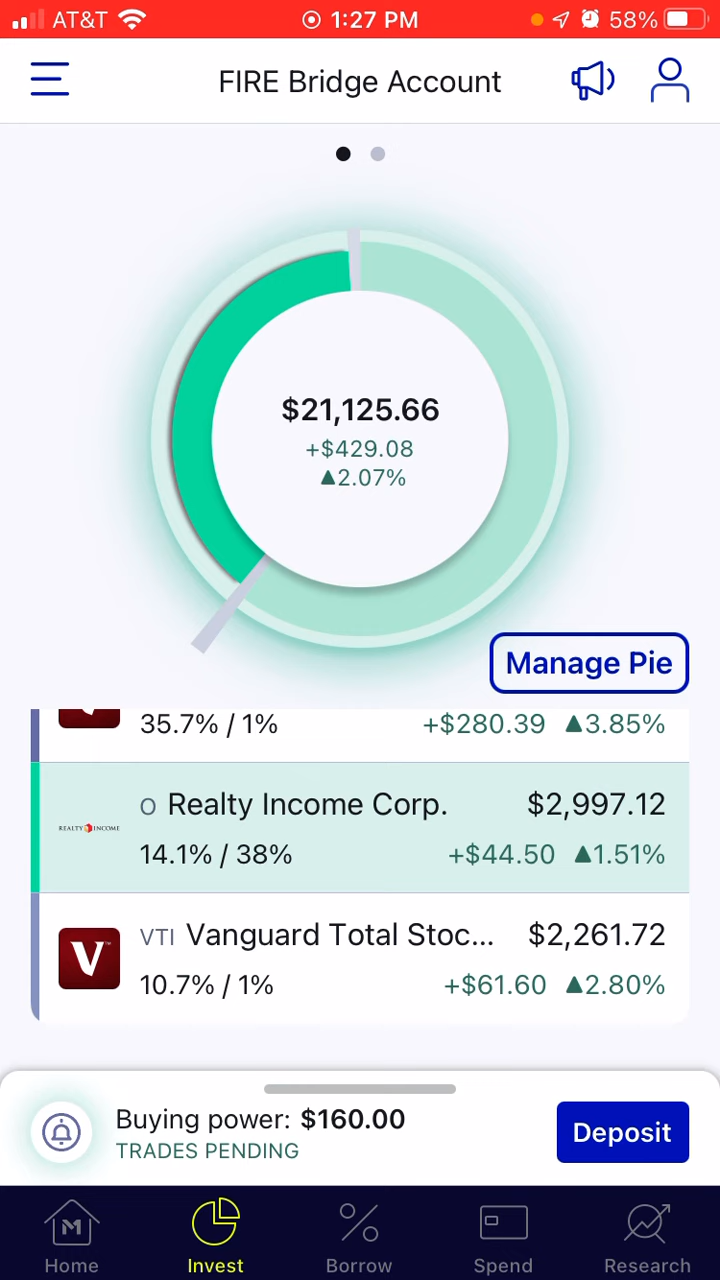 AT&T 1:27 PM 58%
FIRE Bridge Account
$21,125.66
+$429.08
▲2.07%
Manage Pie
35.7% / 1% +$280.39 ▲3.85%
O Realty Income Corp. $2,997.12
REALTY INCOME
14.1% / 38% +$44.50 ▲1.51%
VTI Vanguard Total Stoc... $2,261.72
V
10.7% / 1% +$61.60 ▲2.80%
Buying power: $160.00
TRADES PENDING
Deposit
M
Home Invest Borrow Spend Research